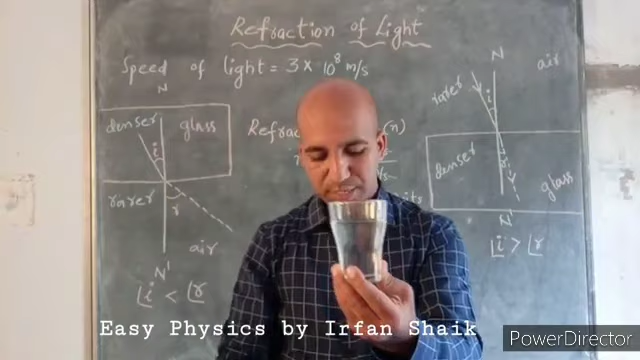 Refraction of Light
Speed of light = 3 × 10⁸ m/s
N
denser
glass
i
rarer
r
air
N'
∠i < ∠r
(n)
N
air
rarer
i
denser
r
glass
N'
∠i > ∠r
Easy Physics by Irfan Shaik
PowerDirector